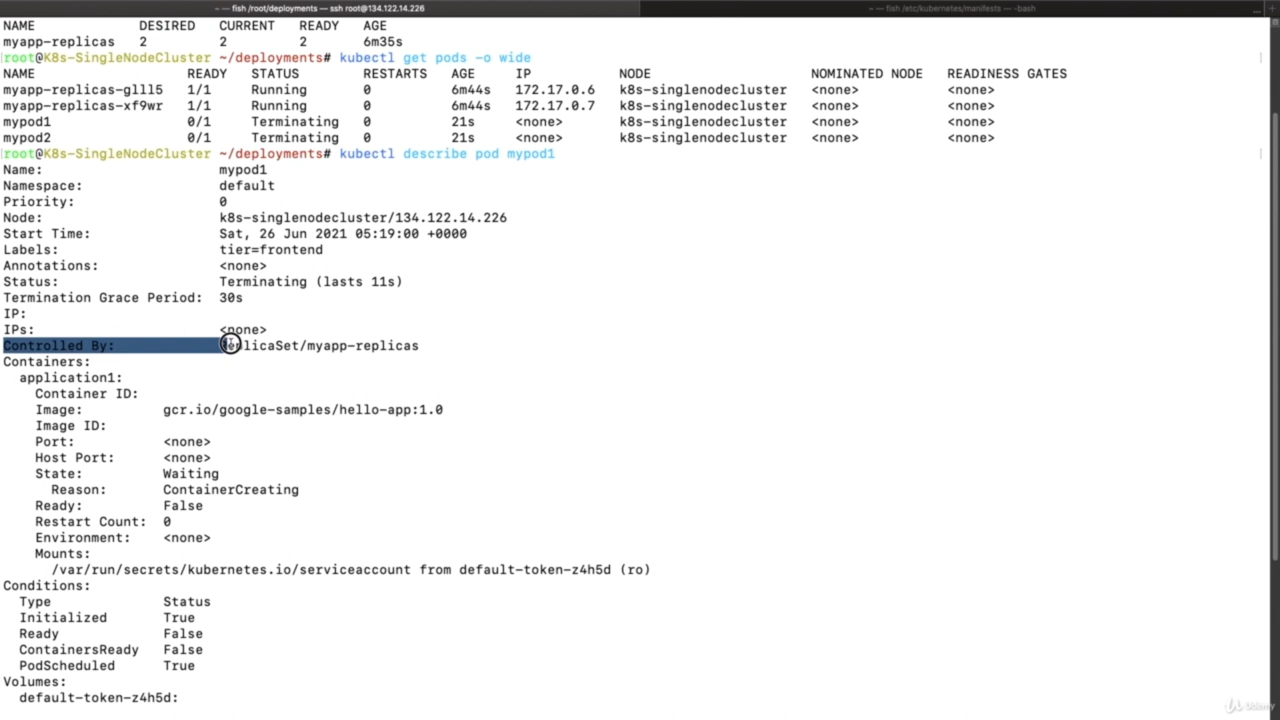 ~ — fish /root/deployments — ssh root@134.122.14.226
~ — fish /etc/kubernetes/manifests — -bash
NAME DESIRED CURRENT READY AGE
myapp-replicas 2 2 2 6m35s
root@K8s-SingleNodeCluster ~/deployments# kubectl get pods -o wide
NAME READY STATUS RESTARTS AGE IP NODE NOMINATED NODE READINESS GATES
myapp-replicas-glll5 1/1 Running 0 6m44s 172.17.0.6 k8s-singlenodecluster <none> <none>
myapp-replicas-xf9wr 1/1 Running 0 6m44s 172.17.0.7 k8s-singlenodecluster <none> <none>
mypod1 0/1 Terminating 0 21s <none> k8s-singlenodecluster <none> <none>
mypod2 0/1 Terminating 0 21s <none> k8s-singlenodecluster <none> <none>
root@K8s-SingleNodeCluster ~/deployments# kubectl describe pod mypod1
Name: mypod1
Namespace: default
Priority: 0
Node: k8s-singlenodecluster/134.122.14.226
Start Time: Sat, 26 Jun 2021 05:19:00 +0000
Labels: tier=frontend
Annotations: <none>
Status: Terminating (lasts 11s)
Termination Grace Period: 30s
IP:
IPs: <none>
Controlled By: ReplicaSet/myapp-replicas
Containers:
application1:
Container ID:
Image: gcr.io/google-samples/hello-app:1.0
Image ID:
Port: <none>
Host Port: <none>
State: Waiting
Reason: ContainerCreating
Ready: False
Restart Count: 0
Environment: <none>
Mounts:
/var/run/secrets/kubernetes.io/serviceaccount from default-token-z4h5d (ro)
Conditions:
Type Status
Initialized True
Ready False
ContainersReady False
PodScheduled True
Volumes:
default-token-z4h5d:
Udemy